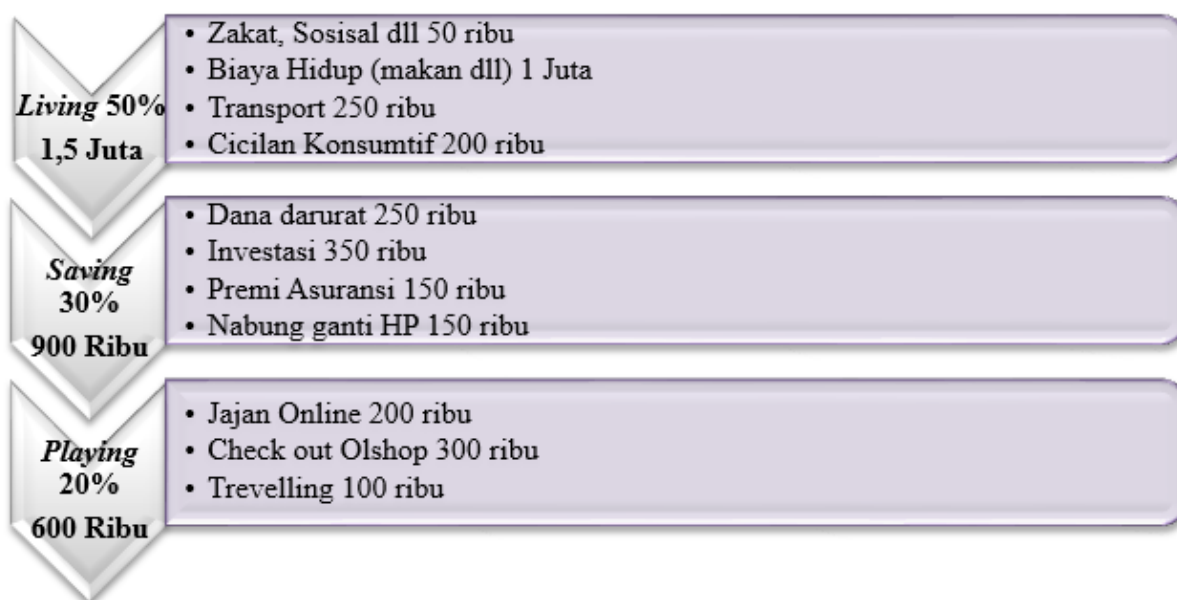 Living 50%
1,5 Juta
• Zakat, Sosisal dll 50 ribu
• Biaya Hidup (makan dll) 1 Juta
• Transport 250 ribu
• Cicilan Konsumtif 200 ribu
Saving
30%
900 Ribu
• Dana darurat 250 ribu
• Investasi 350 ribu
• Premi Asuransi 150 ribu
• Nabung ganti HP 150 ribu
Playing
20%
600 Ribu
• Jajan Online 200 ribu
• Check out Olshop 300 ribu
• Trevelling 100 ribu